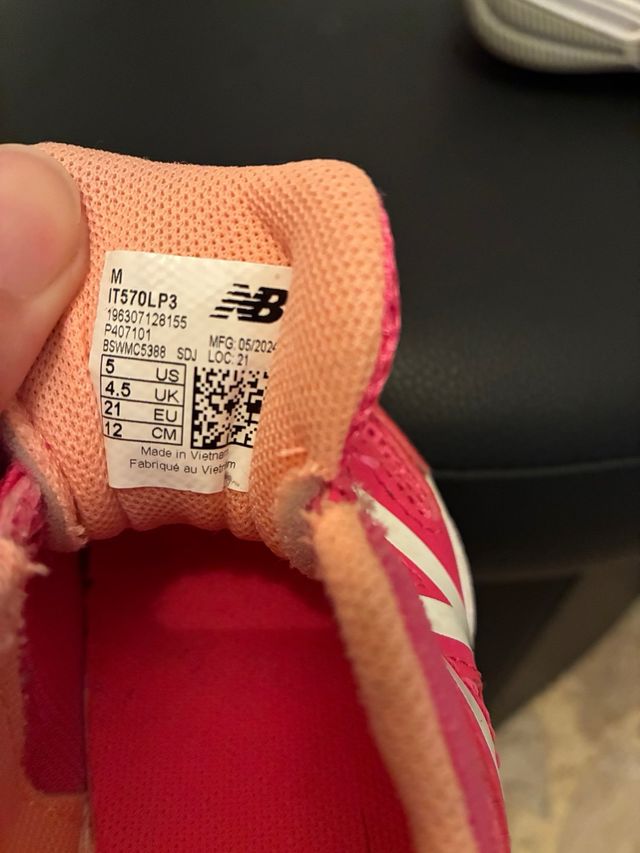 M
IT570LP3
NB
196307128155
P407101
BSWMC5388 SDJ
MFG: 05/2024
LOC: 21
5 US
4.5 UK
21 EU
12 CM
Made in Vietnam
Fabriqué au Vietnam